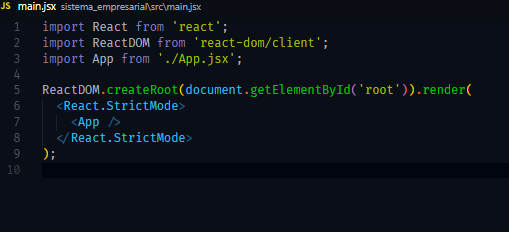 JS main.jsx sistema_empresarial\src\main.jsx
1 import React from 'react';
2 import ReactDOM from 'react-dom/client';
3 import App from './App.jsx';
4
5 ReactDOM.createRoot(document.getElementById('root')).render(
6   <React.StrictMode>
7     <App />
8   </React.StrictMode>
9 );
10